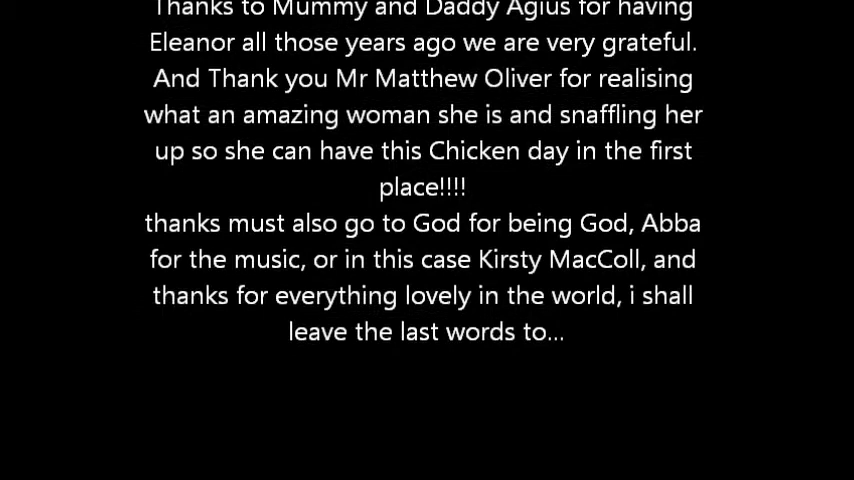 Thanks to Mummy and Daddy Agius for having
Eleanor all those years ago we are very grateful.
And Thank you Mr Matthew Oliver for realising
what an amazing woman she is and snaffling her
up so she can have this Chicken day in the first
place!!!!
thanks must also go to God for being God, Abba
for the music, or in this case Kirsty MacColl, and
thanks for everything lovely in the world, i shall
leave the last words to...